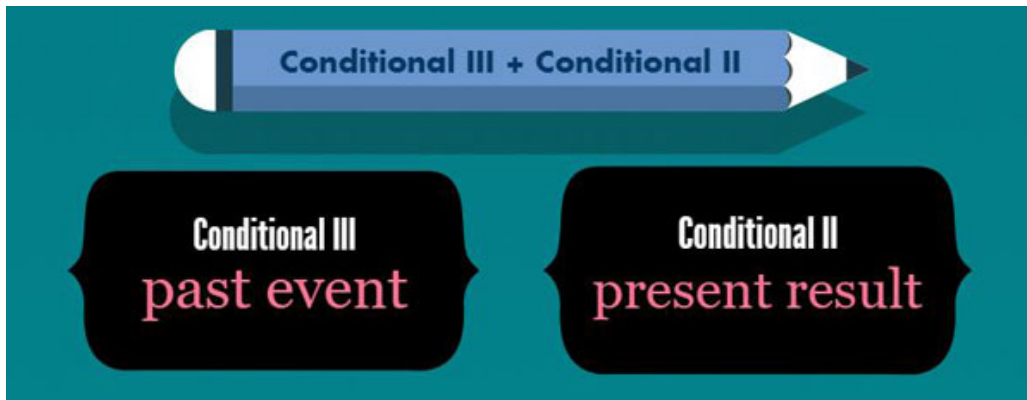 Conditional III + Conditional II
Conditional III
past event
Conditional II
present result